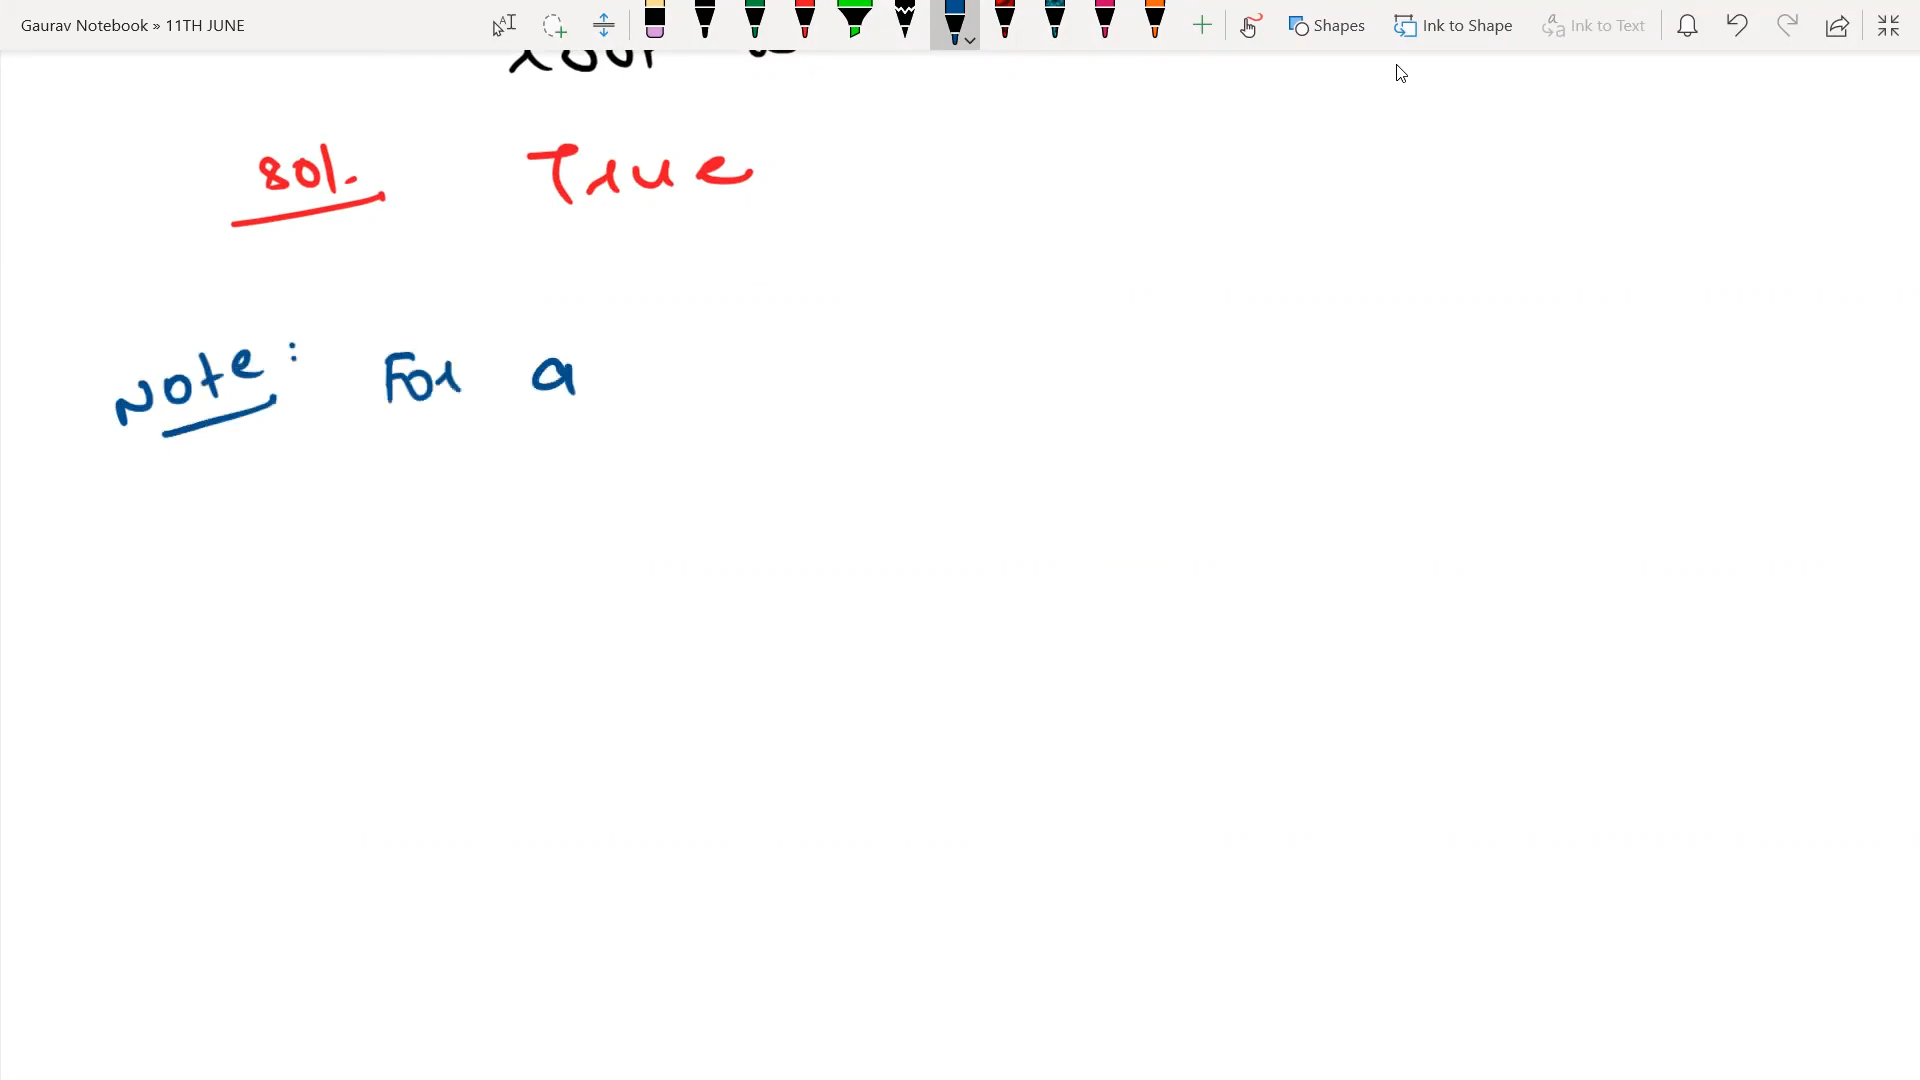 Gaurav Notebook » 11TH JUNE Shapes Ink to Shape Ink to Text
Sol. True
Note: For a